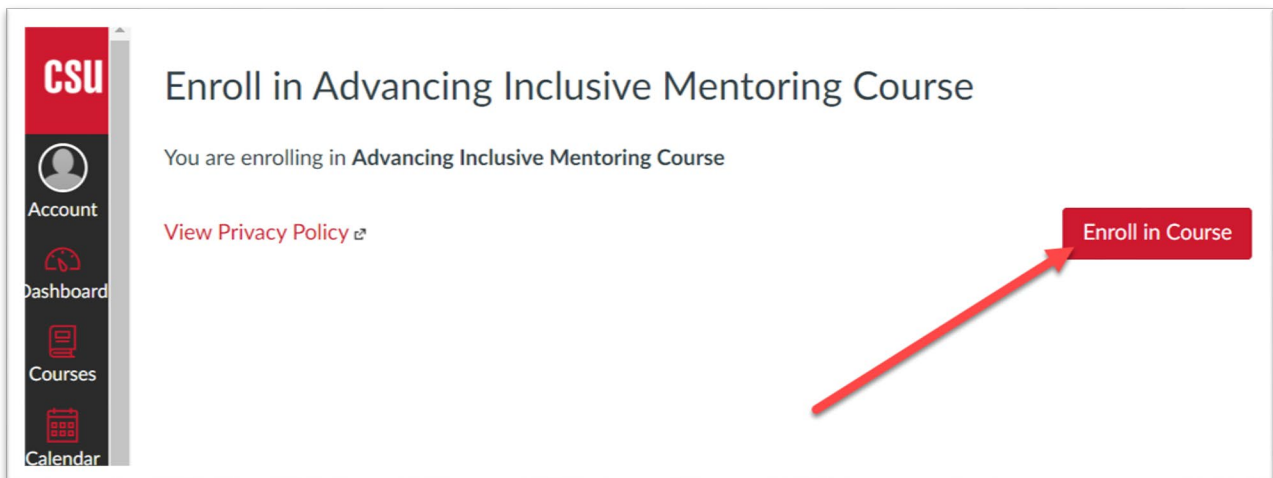 CSU
Account
Dashboard
Courses
Calendar
Enroll in Advancing Inclusive Mentoring Course
You are enrolling in Advancing Inclusive Mentoring Course
View Privacy Policy
Enroll in Course